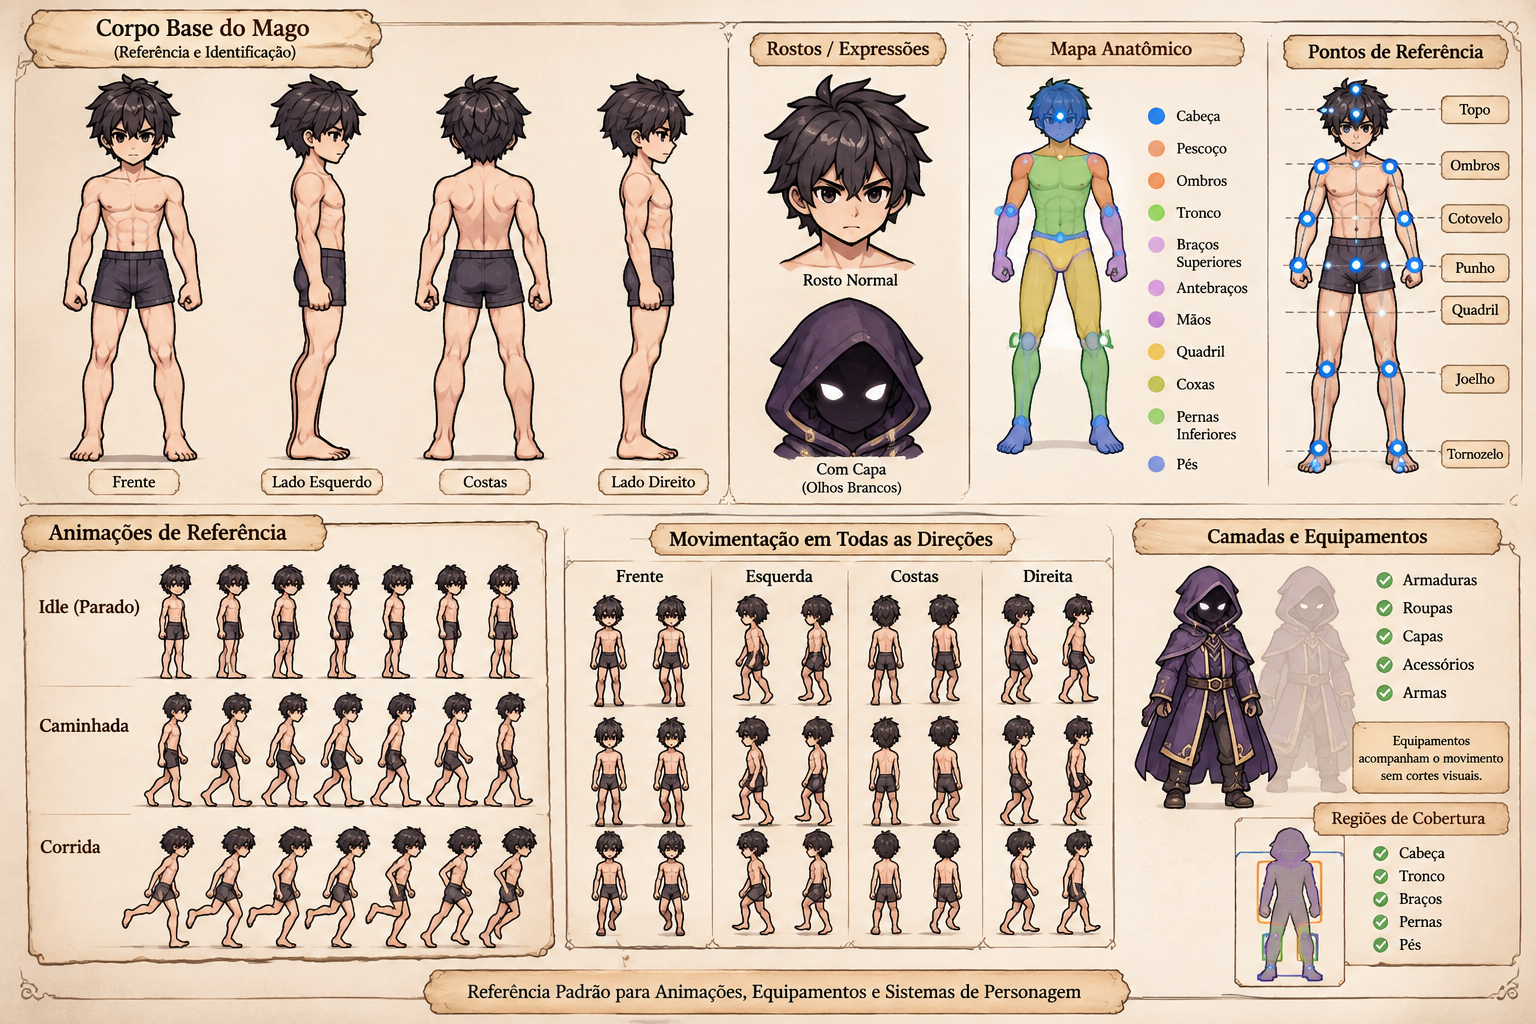 Corpo Base do Mago
(Referência e Identificação)
Frente
Lado Esquerdo
Costas
Lado Direito
Rostos / Expressões
Rosto Normal
Com Capa
(Olhos Brancos)
Mapa Anatômico
Cabeça
Pescoço
Ombros
Tronco
Braços
Superiores
Antebraços
Mãos
Quadril
Coxas
Pernas
Inferiores
Pés
Pontos de Referência
Topo
Ombros
Cotovelo
Punho
Quadril
Joelho
Tornozelo
Animações de Referência
Idle (Parado)
Caminhada
Corrida
Movimentação em Todas as Direções
Frente
Esquerda
Costas
Direita
Camadas e Equipamentos
Armaduras
Roupas
Capas
Acessórios
Armas
Equipamentos
acompanham o movimento
sem cortes visuais.
Regiões de Cobertura
Cabeça
Tronco
Braços
Pernas
Pés
Referência Padrão para Animações, Equipamentos e Sistemas de Personagem